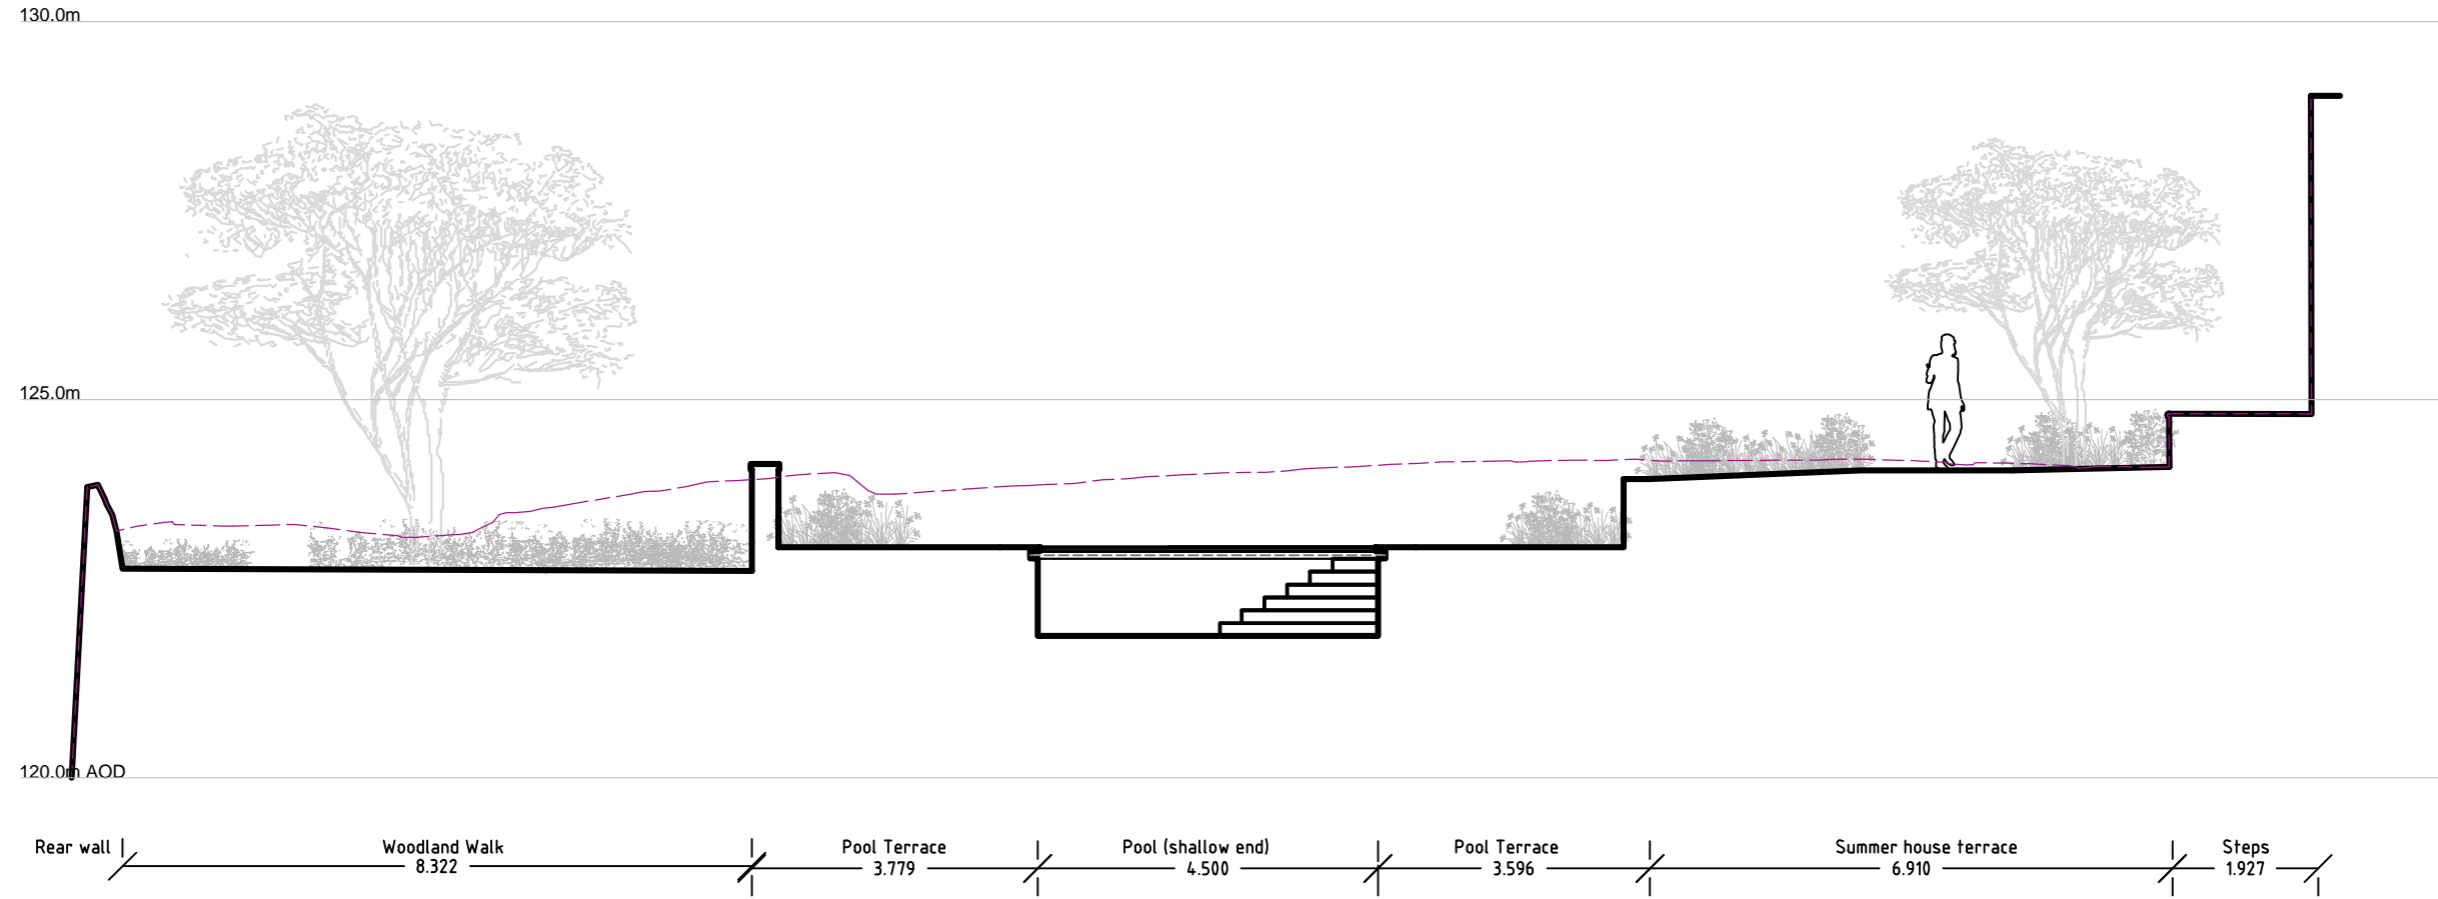 130.0m
125.0m
120.0m AOD
Rear wall
Woodland Walk
8.322
Pool Terrace
3.779
Pool (shallow end)
4.500
Pool Terrace
3.596
Summer house terrace
6.910
Steps
1.927